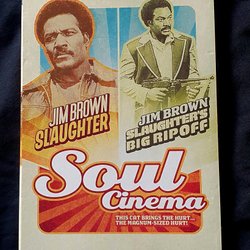 JIM BROWN
SLAUGHTER
JIM BROWN
SLAUGHTER'S
BIG RIPOFF
Soul
Cinema
THIS CAT BRINGS THE HURT...
THE MAGNUM-SIZED HURT!